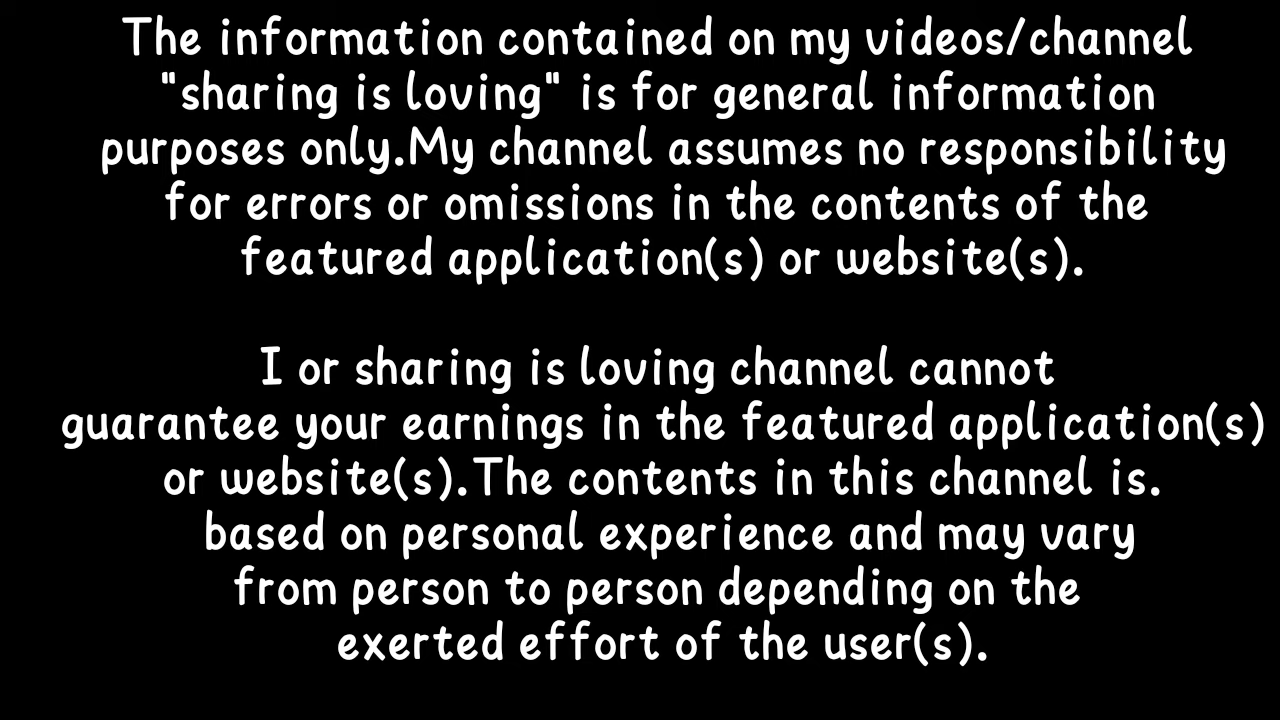 The information contained on my videos/channel
"sharing is loving" is for general information
purposes only.My channel assumes no responsibility
for errors or omissions in the contents of the
featured application(s) or website(s).
I or sharing is loving channel cannot
guarantee your earnings in the featured application(s)
or website(s).The contents in this channel is.
based on personal experience and may vary
from person to person depending on the
exerted effort of the user(s).